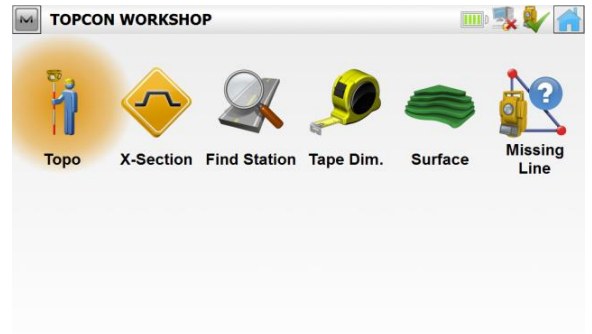 TOPCON WORKSHOP
Topo
X-Section
Find Station
Tape Dim.
Surface
Missing
Line